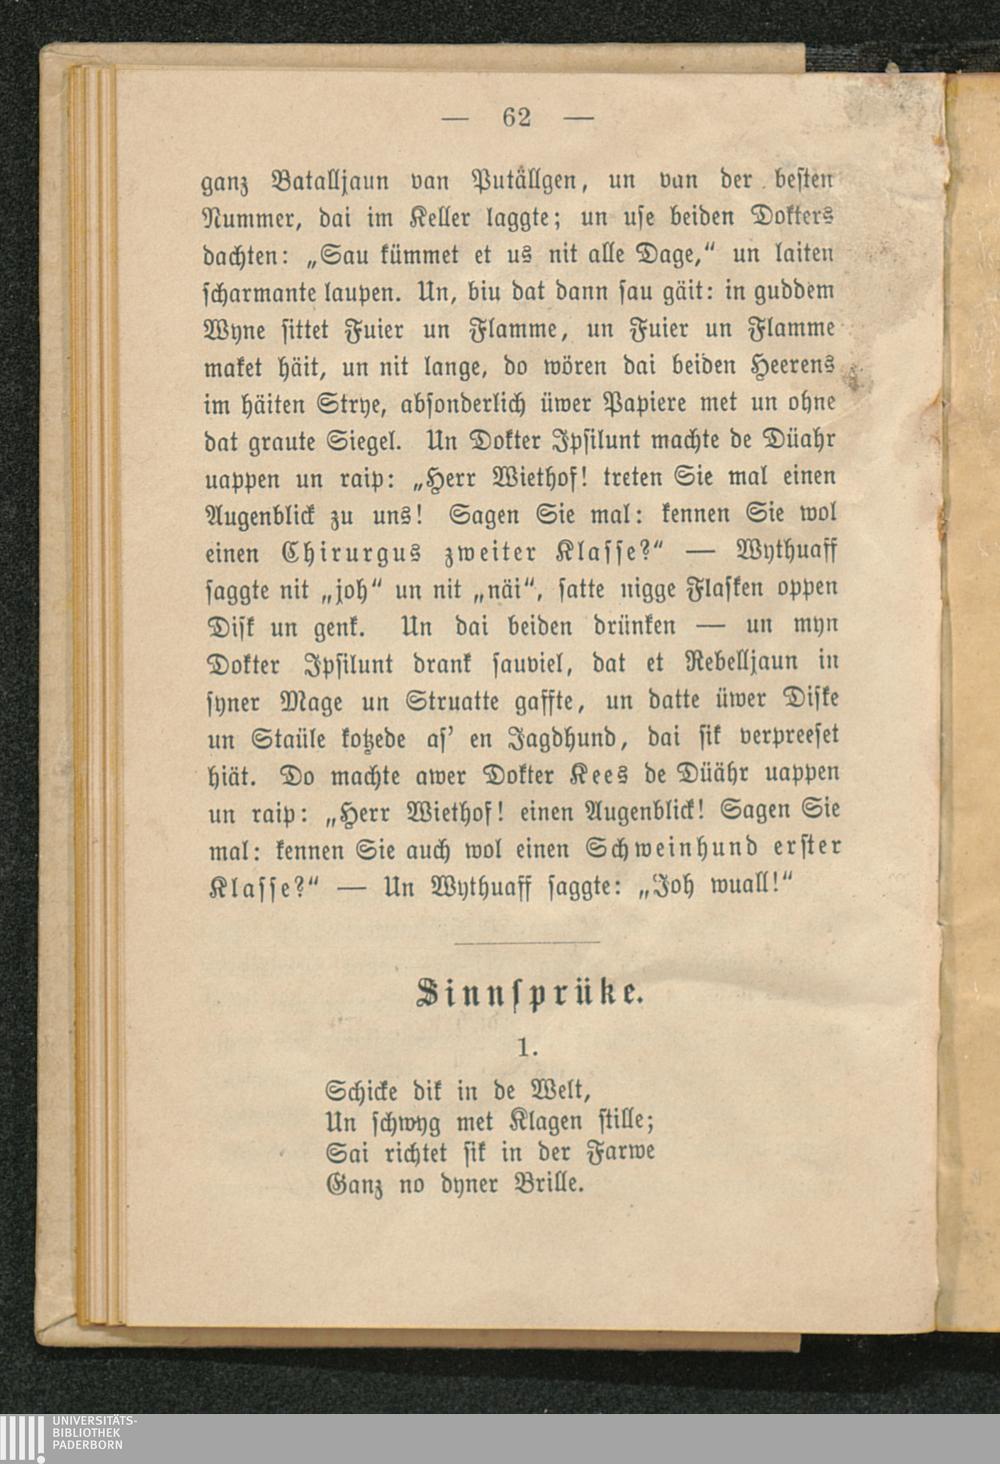 — 62 —
ganz Batalljaun van Putällgen, un van der besten
Nummer, dai im Keller laggte; un use beiden Dokters
dachten: „Sau kümmet et us nit alle Dage,“ un laiten
scharmante laupen. Un, biu dat dann sau gäit: in guddem
Wyne sittet Fuier un Flamme, un Fuier un Flamme
maket häit, un nit lange, do wören dai beiden Heerens
im häiten Strye, absonderlich üwer Papiere met un ohne
dat graute Siegel. Un Dokter Ipsilunt machte de Düahr
uappen un raip: „Herr Wiethof! treten Sie mal einen
Augenblick zu uns! Sagen Sie mal: kennen Sie wol
einen Chirurgus zweiter Klasse?“ — Wythuaff
saggte nit „joh“ un nit „näi“, satte nigge Flasken oppen
Disk un genk. Un dai beiden drünken — un myn
Dokter Ipsilunt drank sauviel, dat et Rebelljaun in
syner Mage un Struatte gaffte, un datte üwer Diske
un Staüle kotzede as’ en Jagdhund, dai sik verpreeset
hiät. Do machte awer Dokter Kees de Düähr uappen
un raip: „Herr Wiethof! einen Augenblick! Sagen Sie
mal: kennen Sie auch wol einen Schweinhund erster
Klasse?“ — Un Wythuaff saggte: „Joh wuall!“
Sinnsprüke.
1.
Schicke dik in de Welt,
Un schwyg met Klagen stille;
Sai richtet sik in der Farwe
Ganz no dyner Brille.
UNIVERSITÄTS-
BIBLIOTHEK
PADERBORN